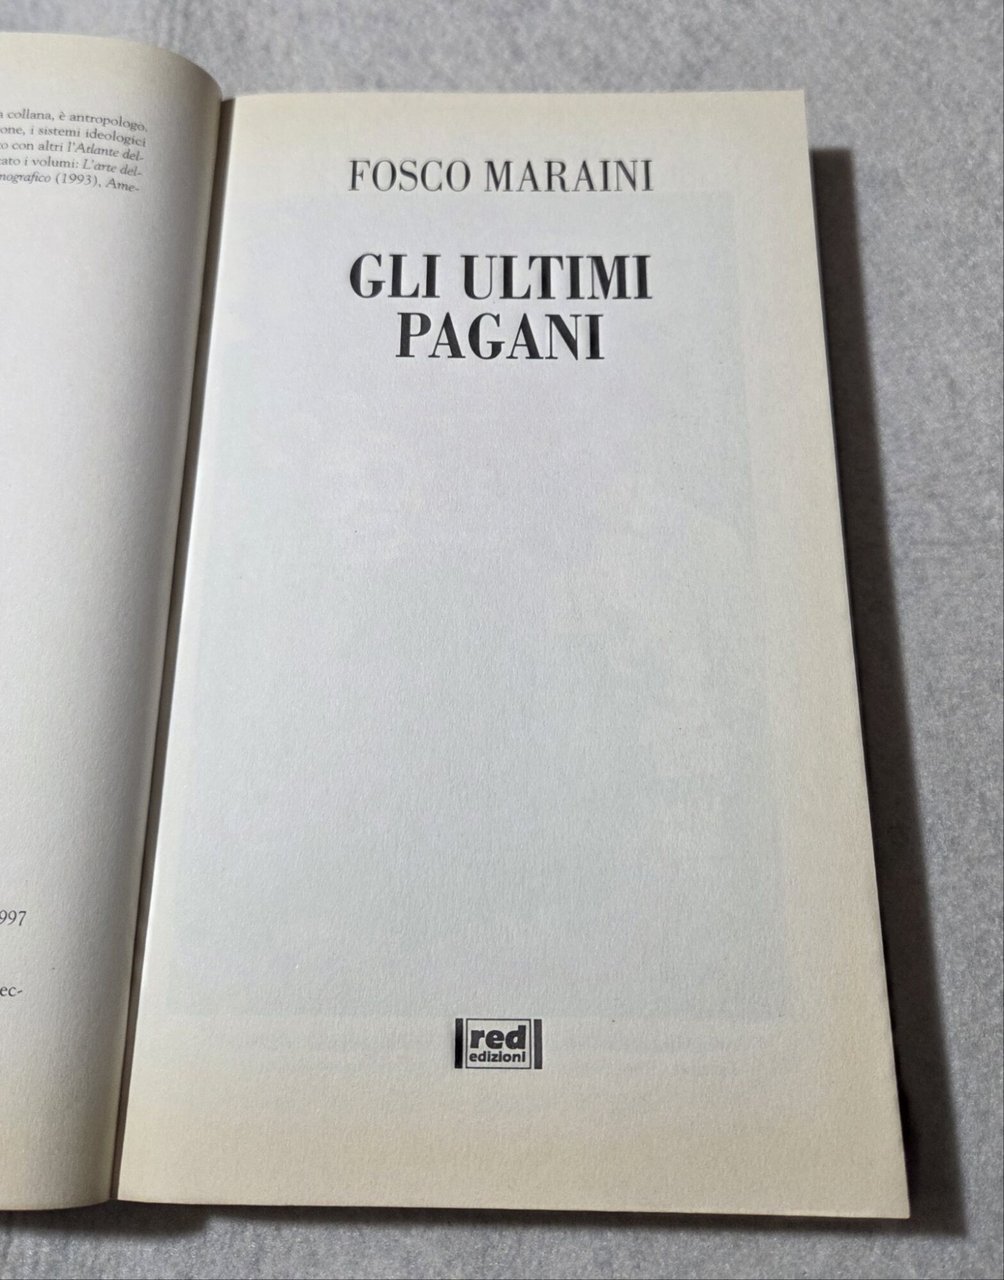 a collana, è antropologo,
one, i sistemi ideologici
o con altri l'Atlante del-
ato i volumi: L'arte del-
nografico (1993), Ame-
997
ec-
FOSCO MARAINI
GLI ULTIMI
PAGANI
red
edizioni